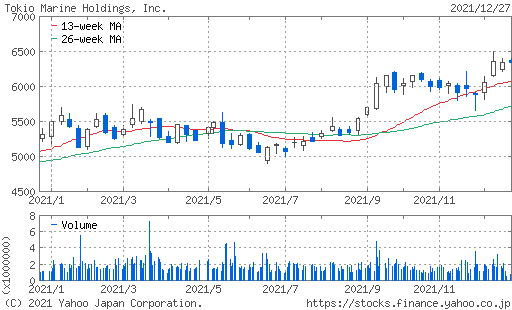 Tokio Marine Holdings, Inc. 2021/12/27
7000
13-week MA
26-week MA
6500
6000
5500
5000
4500
2021/1 2021/3 2021/5 2021/7 2021/9 2021/11
8
Volume
6
4
2
0
(x1000000)
2021/1 2021/3 2021/5 2021/7 2021/9 2021/11
(C) 2021 Yahoo Japan Corporation. https://stocks.finance.yahoo.co.jp/